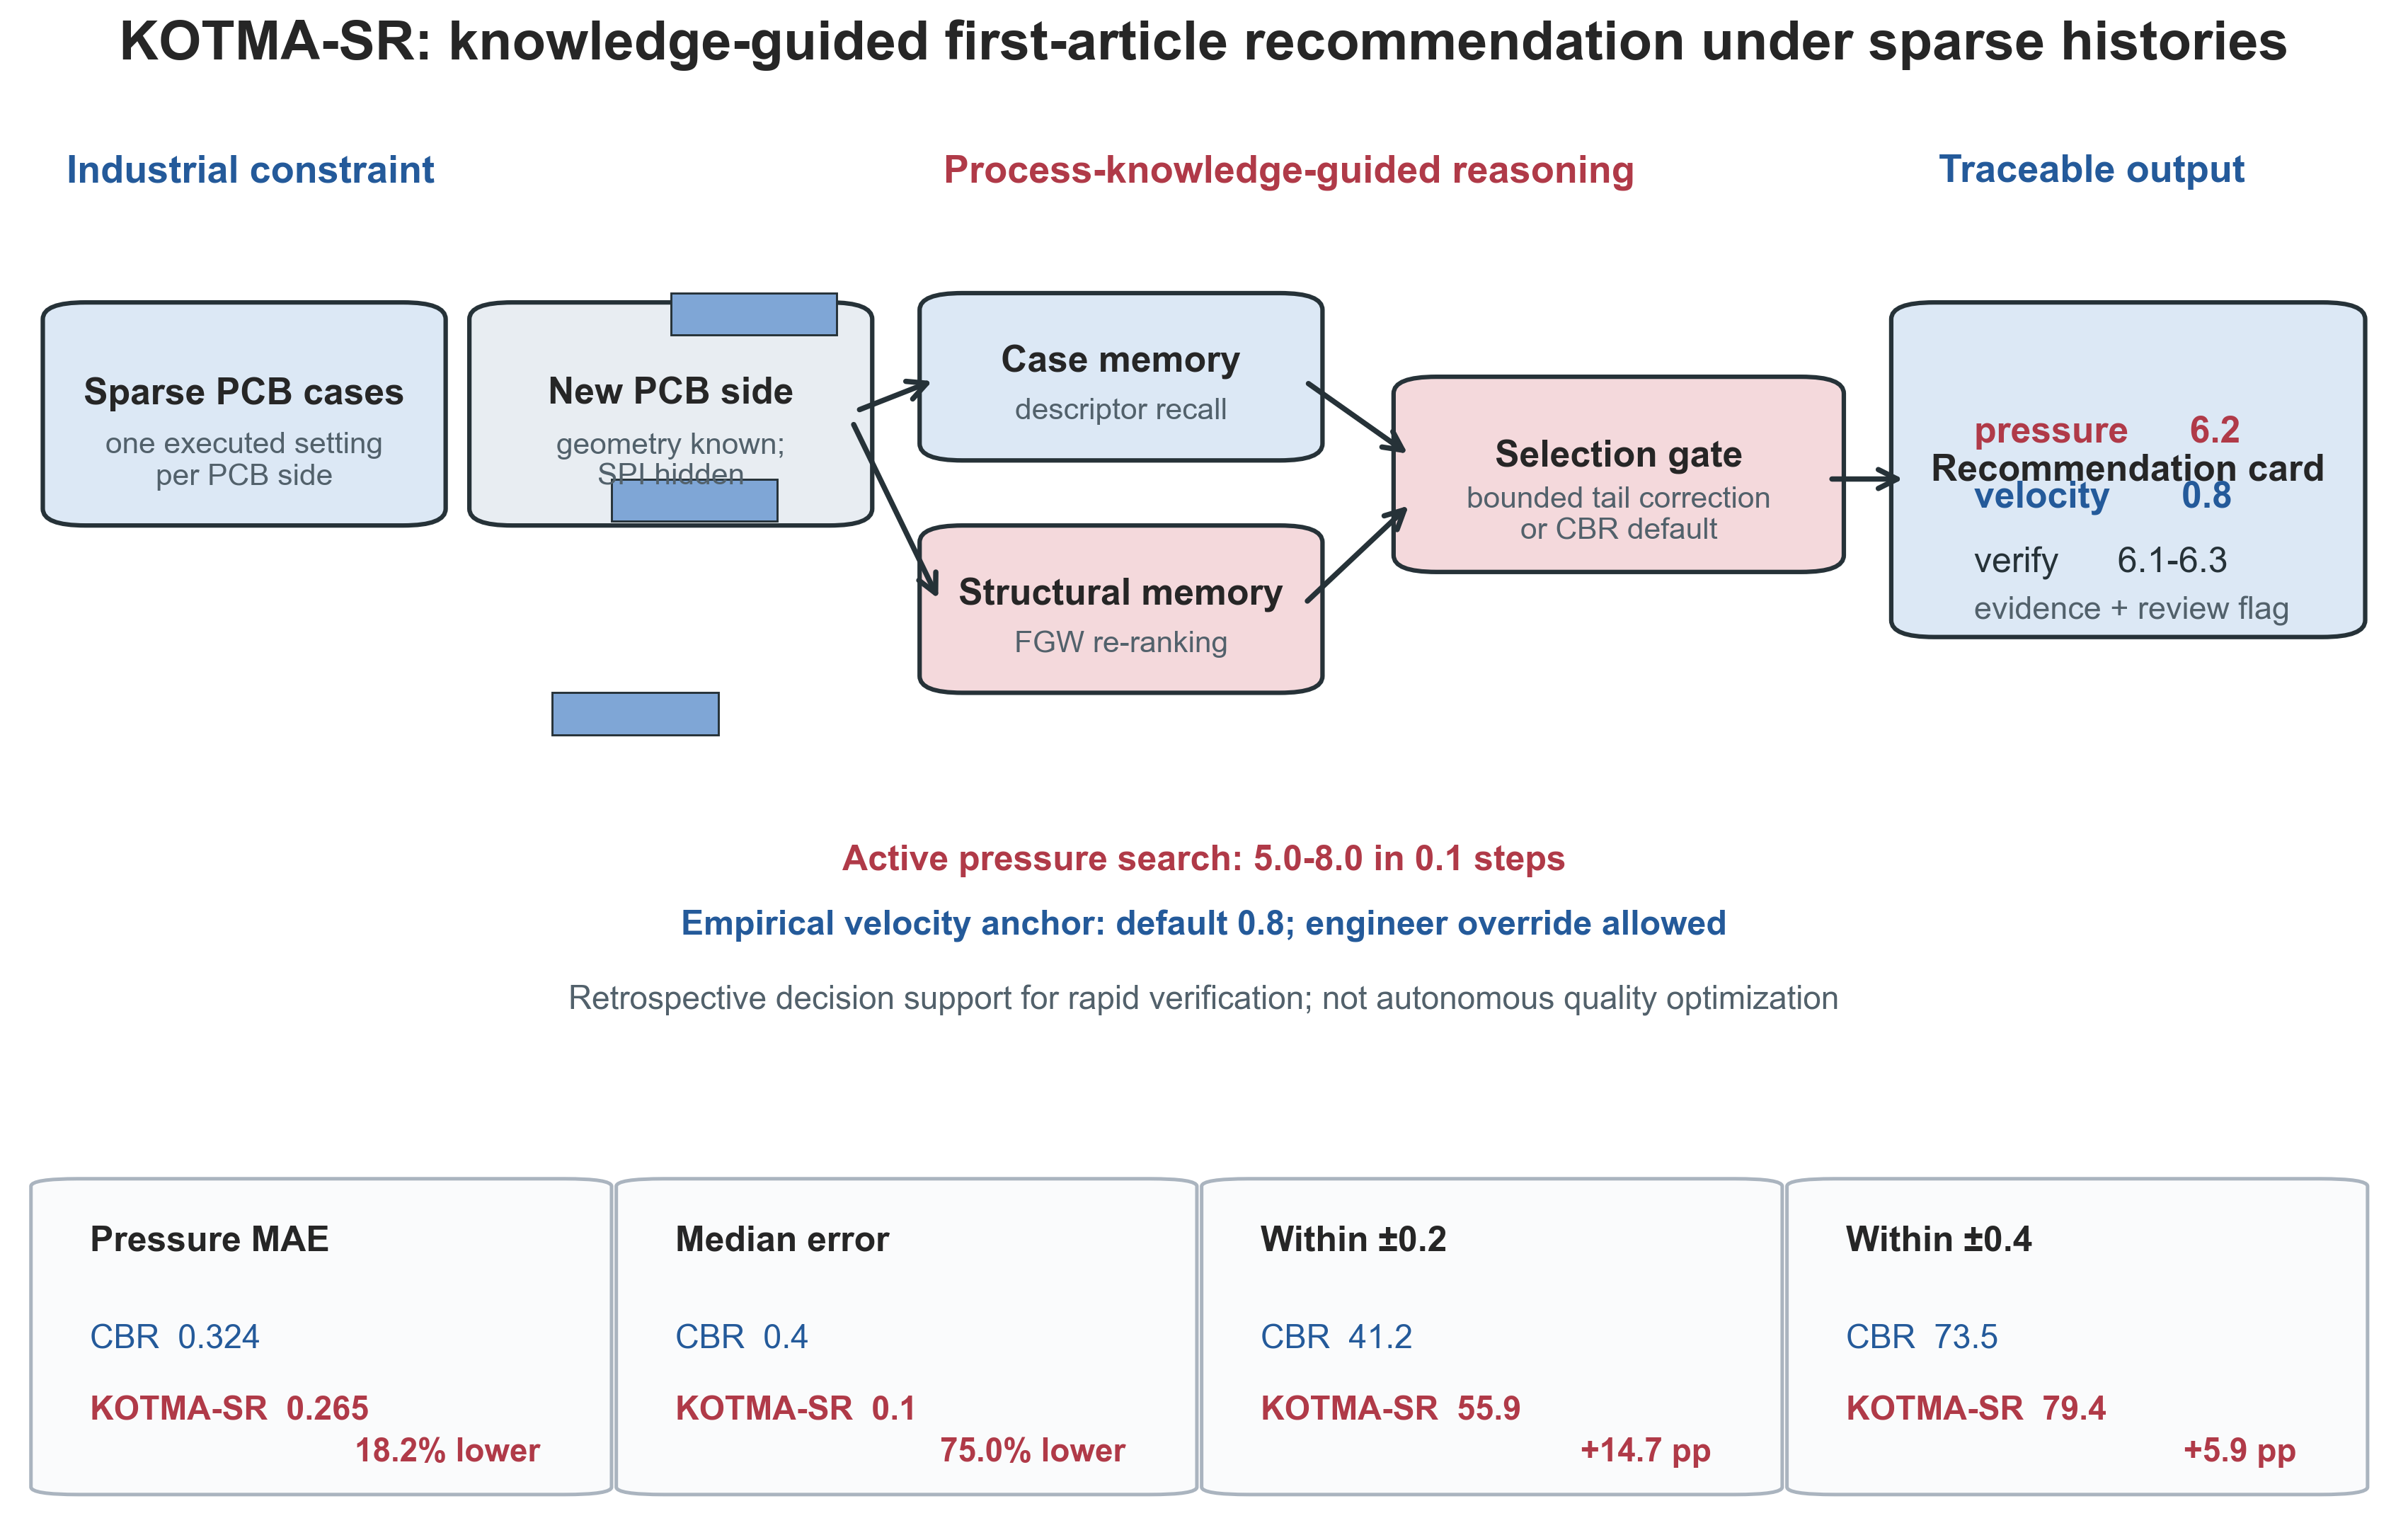 KOTMA-SR: knowledge-guided first-article recommendation under sparse histories
Industrial constraint
Process-knowledge-guided reasoning
Traceable output
Sparse PCB cases
one executed setting
per PCB side
New PCB side
geometry known;
SPI hidden
Case memory
descriptor recall
Structural memory
FGW re-ranking
Selection gate
bounded tail correction
or CBR default
pressure 6.2
Recommendation card
velocity 0.8
verify 6.1-6.3
evidence + review flag
Active pressure search: 5.0-8.0 in 0.1 steps
Empirical velocity anchor: default 0.8; engineer override allowed
Retrospective decision support for rapid verification; not autonomous quality optimization
Pressure MAE
CBR 0.324
KOTMA-SR 0.265
18.2% lower
Median error
CBR 0.4
KOTMA-SR 0.1
75.0% lower
Within ±0.2
CBR 41.2
KOTMA-SR 55.9
+14.7 pp
Within ±0.4
CBR 73.5
KOTMA-SR 79.4
+5.9 pp